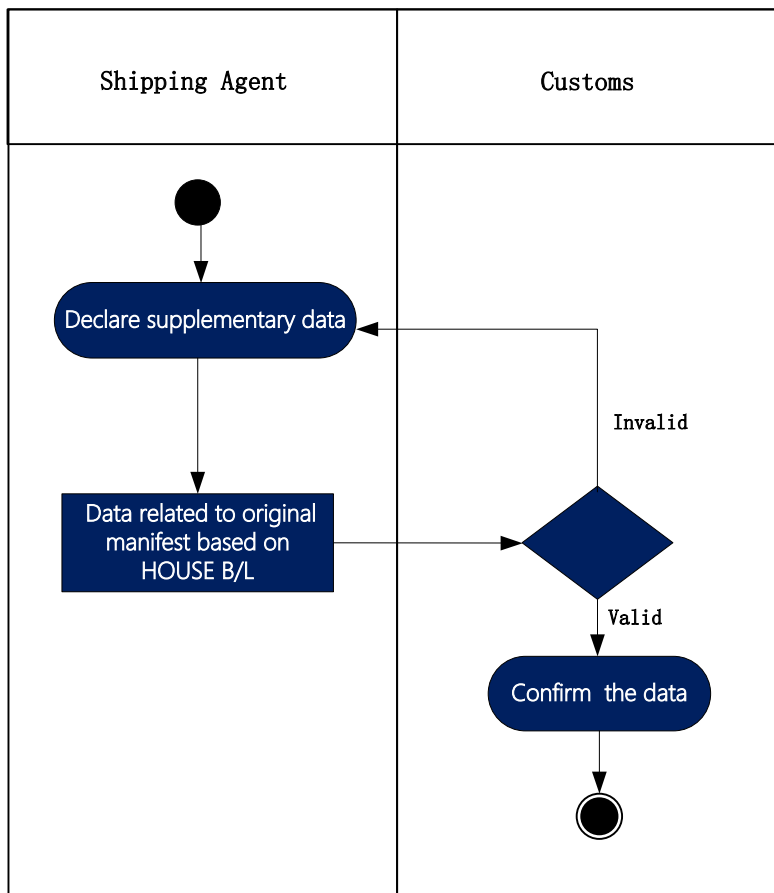 Shipping Agent
Customs
Declare supplementary data
Invalid
Data related to original
manifest based on
HOUSE B/L
Valid
Confirm  the data